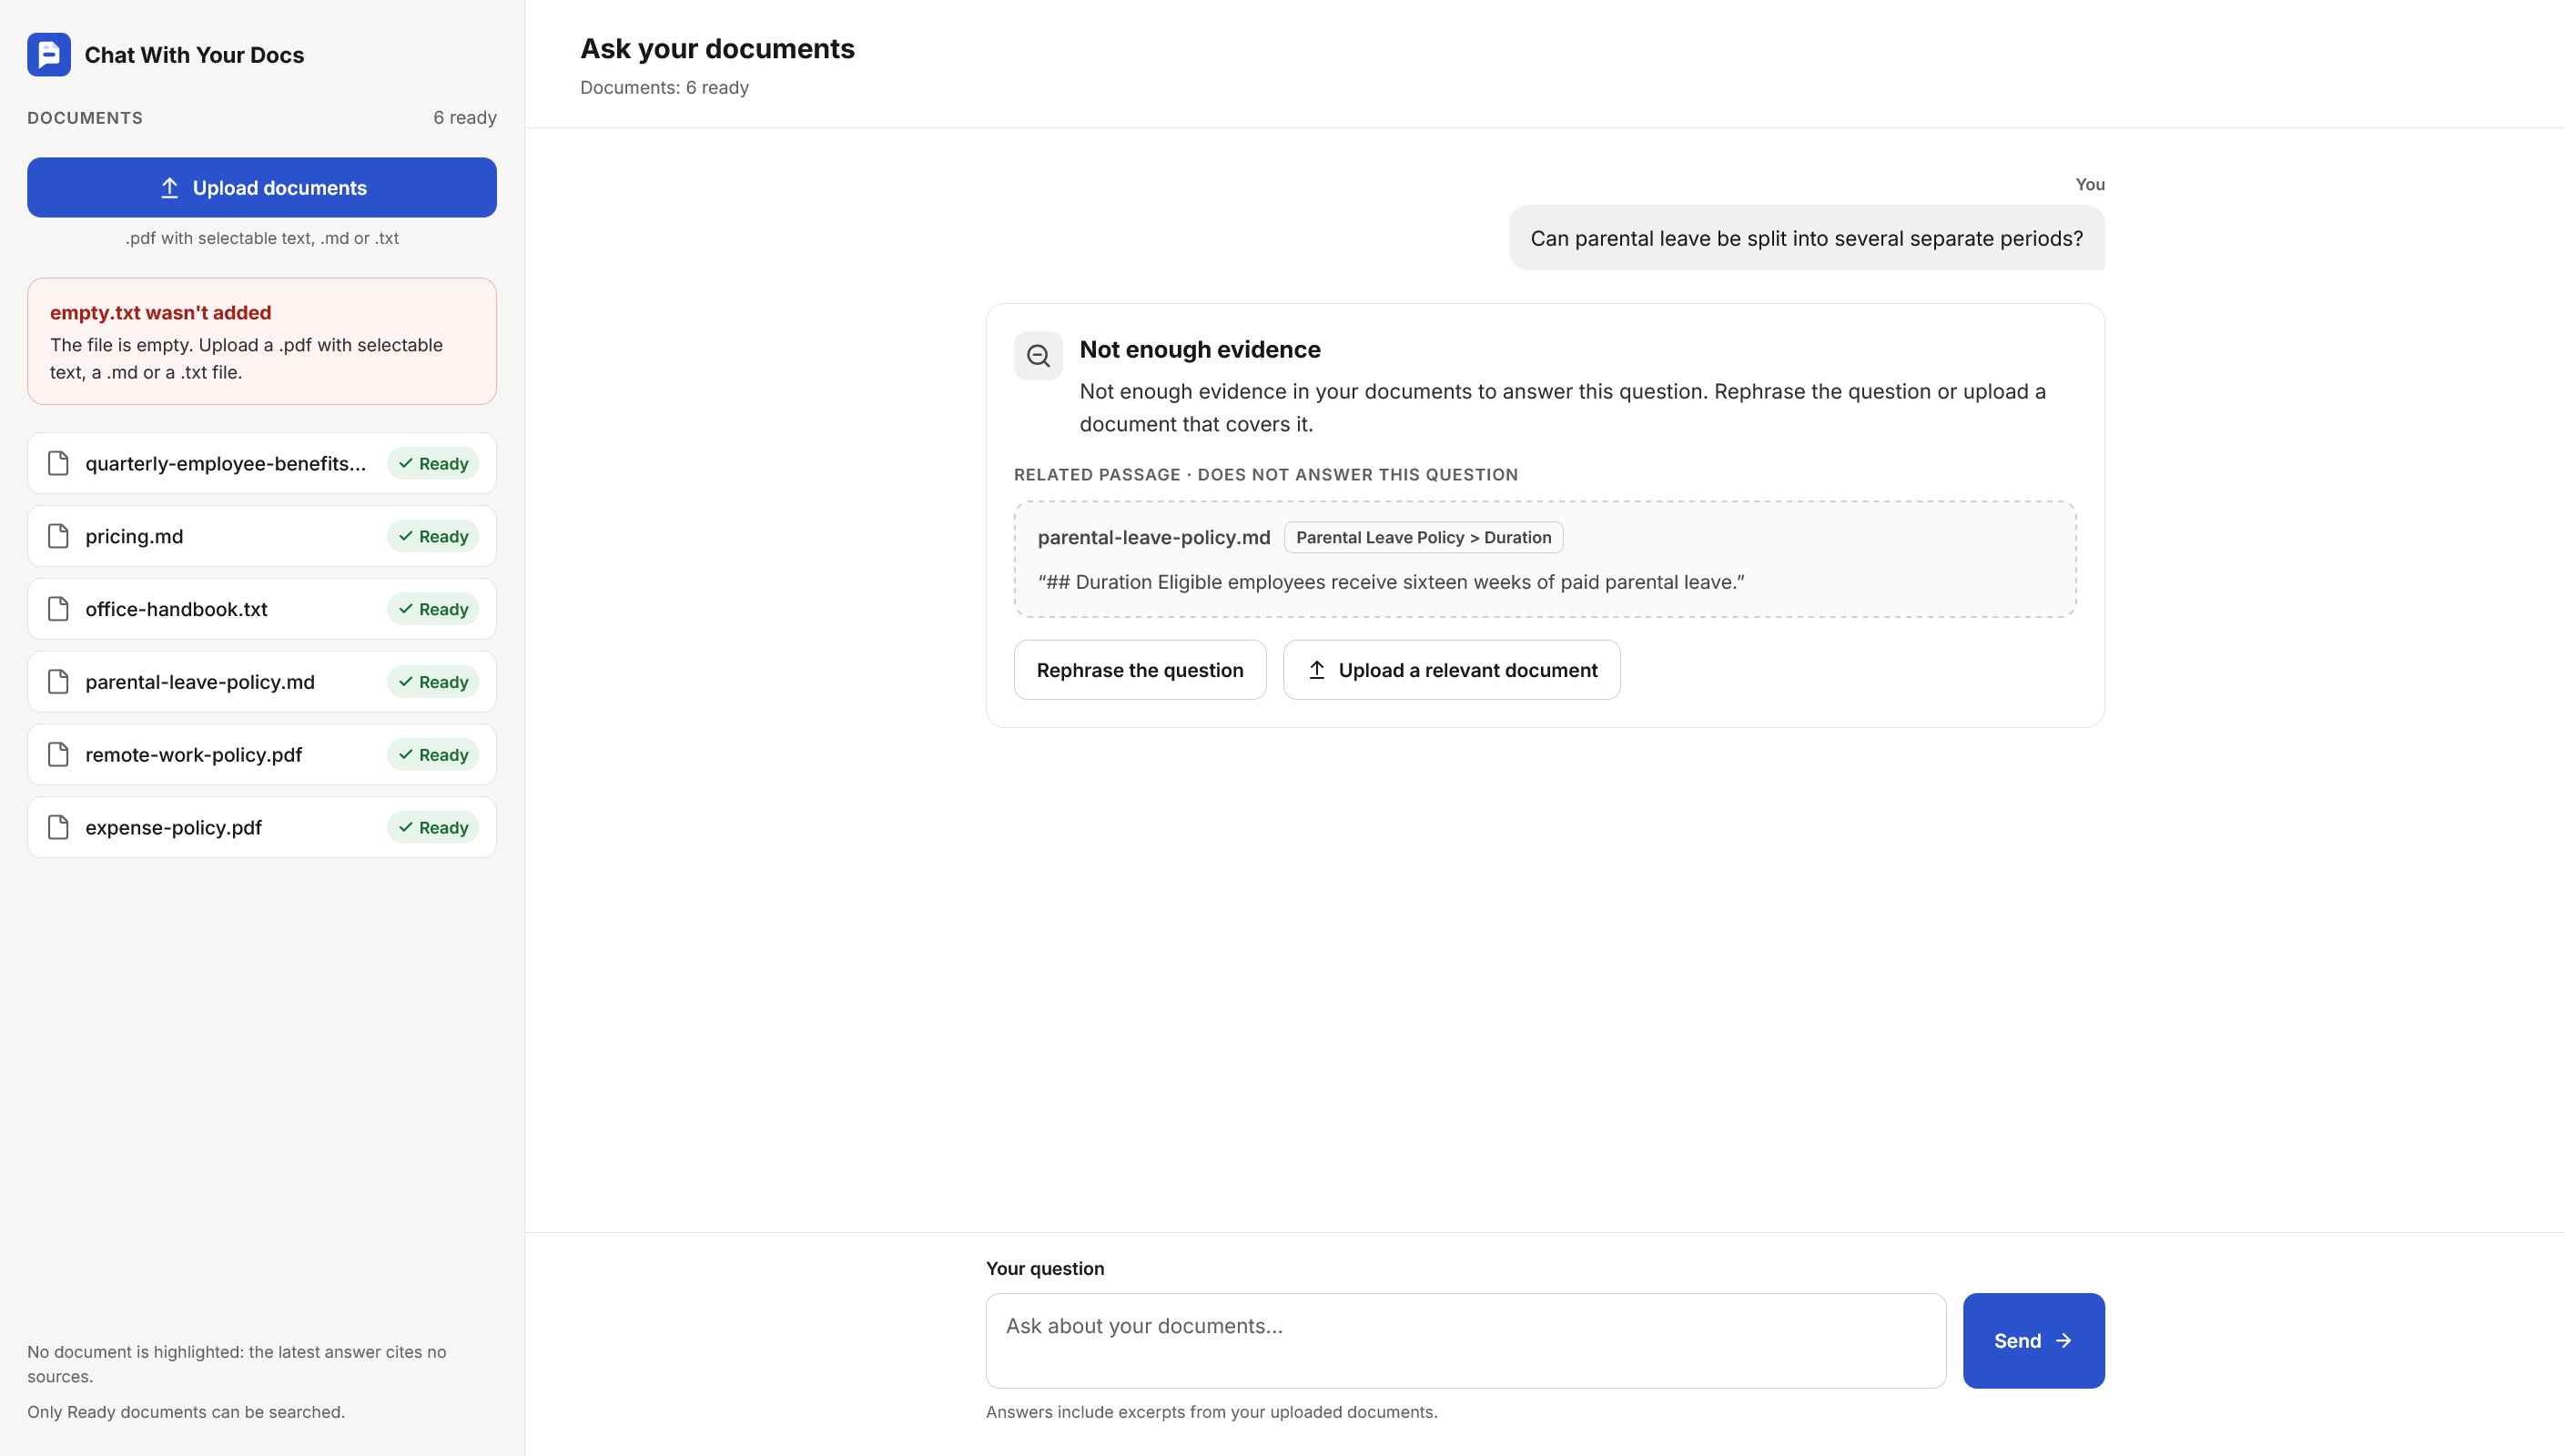 Chat With Your Docs
DOCUMENTS
6 ready
Upload documents
.pdf with selectable text, .md or .txt
empty.txt wasn't added
The file is empty. Upload a .pdf with selectable
text, a .md or a .txt file.
quarterly-employee-benefits...
Ready
pricing.md
Ready
office-handbook.txt
Ready
parental-leave-policy.md
Ready
remote-work-policy.pdf
Ready
expense-policy.pdf
Ready
No document is highlighted: the latest answer cites no
sources.
Only Ready documents can be searched.
Ask your documents
Documents: 6 ready
You
Can parental leave be split into several separate periods?
Not enough evidence
Not enough evidence in your documents to answer this question. Rephrase the question or upload a
document that covers it.
RELATED PASSAGE · DOES NOT ANSWER THIS QUESTION
parental-leave-policy.md
Parental Leave Policy > Duration
“## Duration Eligible employees receive sixteen weeks of paid parental leave.”
Rephrase the question
Upload a relevant document
Your question
Ask about your documents...
Send
Answers include excerpts from your uploaded documents.